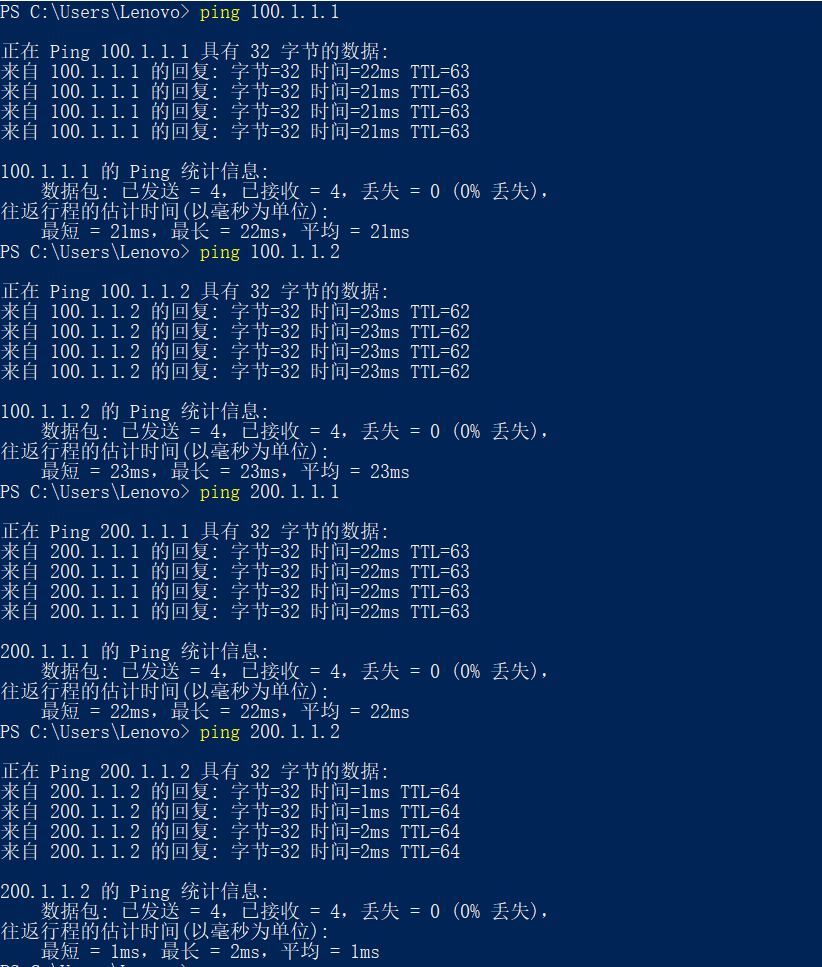 PS C:\Users\Lenovo> ping 100.1.1.1
正在 Ping 100.1.1.1 具有 32 字节的数据:
来自 100.1.1.1 的回复: 字节=32 时间=22ms TTL=63
来自 100.1.1.1 的回复: 字节=32 时间=21ms TTL=63
来自 100.1.1.1 的回复: 字节=32 时间=21ms TTL=63
来自 100.1.1.1 的回复: 字节=32 时间=21ms TTL=63
100.1.1.1 的 Ping 统计信息:
数据包: 已发送 = 4，已接收 = 4，丢失 = 0 (0% 丢失)，
往返行程的估计时间(以毫秒为单位):
最短 = 21ms，最长 = 22ms，平均 = 21ms
PS C:\Users\Lenovo> ping 100.1.1.2
正在 Ping 100.1.1.2 具有 32 字节的数据:
来自 100.1.1.2 的回复: 字节=32 时间=23ms TTL=62
来自 100.1.1.2 的回复: 字节=32 时间=23ms TTL=62
来自 100.1.1.2 的回复: 字节=32 时间=23ms TTL=62
来自 100.1.1.2 的回复: 字节=32 时间=23ms TTL=62
100.1.1.2 的 Ping 统计信息:
数据包: 已发送 = 4，已接收 = 4，丢失 = 0 (0% 丢失)，
往返行程的估计时间(以毫秒为单位):
最短 = 23ms，最长 = 23ms，平均 = 23ms
PS C:\Users\Lenovo> ping 200.1.1.1
正在 Ping 200.1.1.1 具有 32 字节的数据:
来自 200.1.1.1 的回复: 字节=32 时间=22ms TTL=63
来自 200.1.1.1 的回复: 字节=32 时间=22ms TTL=63
来自 200.1.1.1 的回复: 字节=32 时间=22ms TTL=63
来自 200.1.1.1 的回复: 字节=32 时间=22ms TTL=63
200.1.1.1 的 Ping 统计信息:
数据包: 已发送 = 4，已接收 = 4，丢失 = 0 (0% 丢失)，
往返行程的估计时间(以毫秒为单位):
最短 = 22ms，最长 = 22ms，平均 = 22ms
PS C:\Users\Lenovo> ping 200.1.1.2
正在 Ping 200.1.1.2 具有 32 字节的数据:
来自 200.1.1.2 的回复: 字节=32 时间=1ms TTL=64
来自 200.1.1.2 的回复: 字节=32 时间=1ms TTL=64
来自 200.1.1.2 的回复: 字节=32 时间=2ms TTL=64
来自 200.1.1.2 的回复: 字节=32 时间=2ms TTL=64
200.1.1.2 的 Ping 统计信息:
数据包: 已发送 = 4，已接收 = 4，丢失 = 0 (0% 丢失)，
往返行程的估计时间(以毫秒为单位):
最短 = 1ms，最长 = 2ms，平均 = 1ms